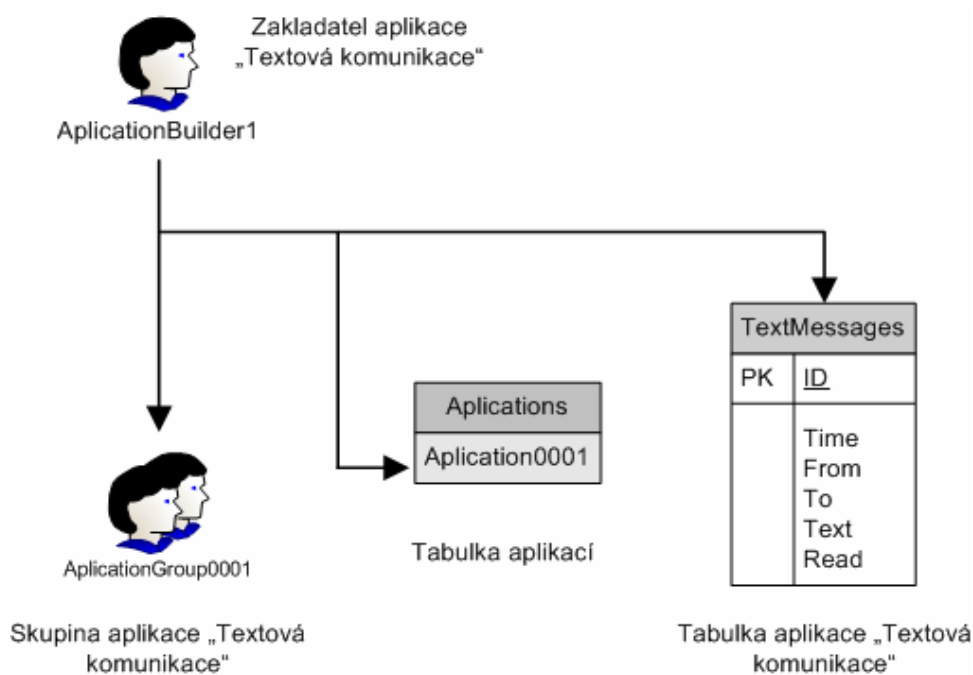 Zakladatel aplikace
„Textová komunikace“
AplicationBuilder1
TextMessages
PK ID
Time
From
To
Text
Read
Aplications
Aplication0001
Tabulka aplikací
AplicationGroup0001
Skupina aplikace „Textová
komunikace“
Tabulka aplikace „Textová
komunikace“